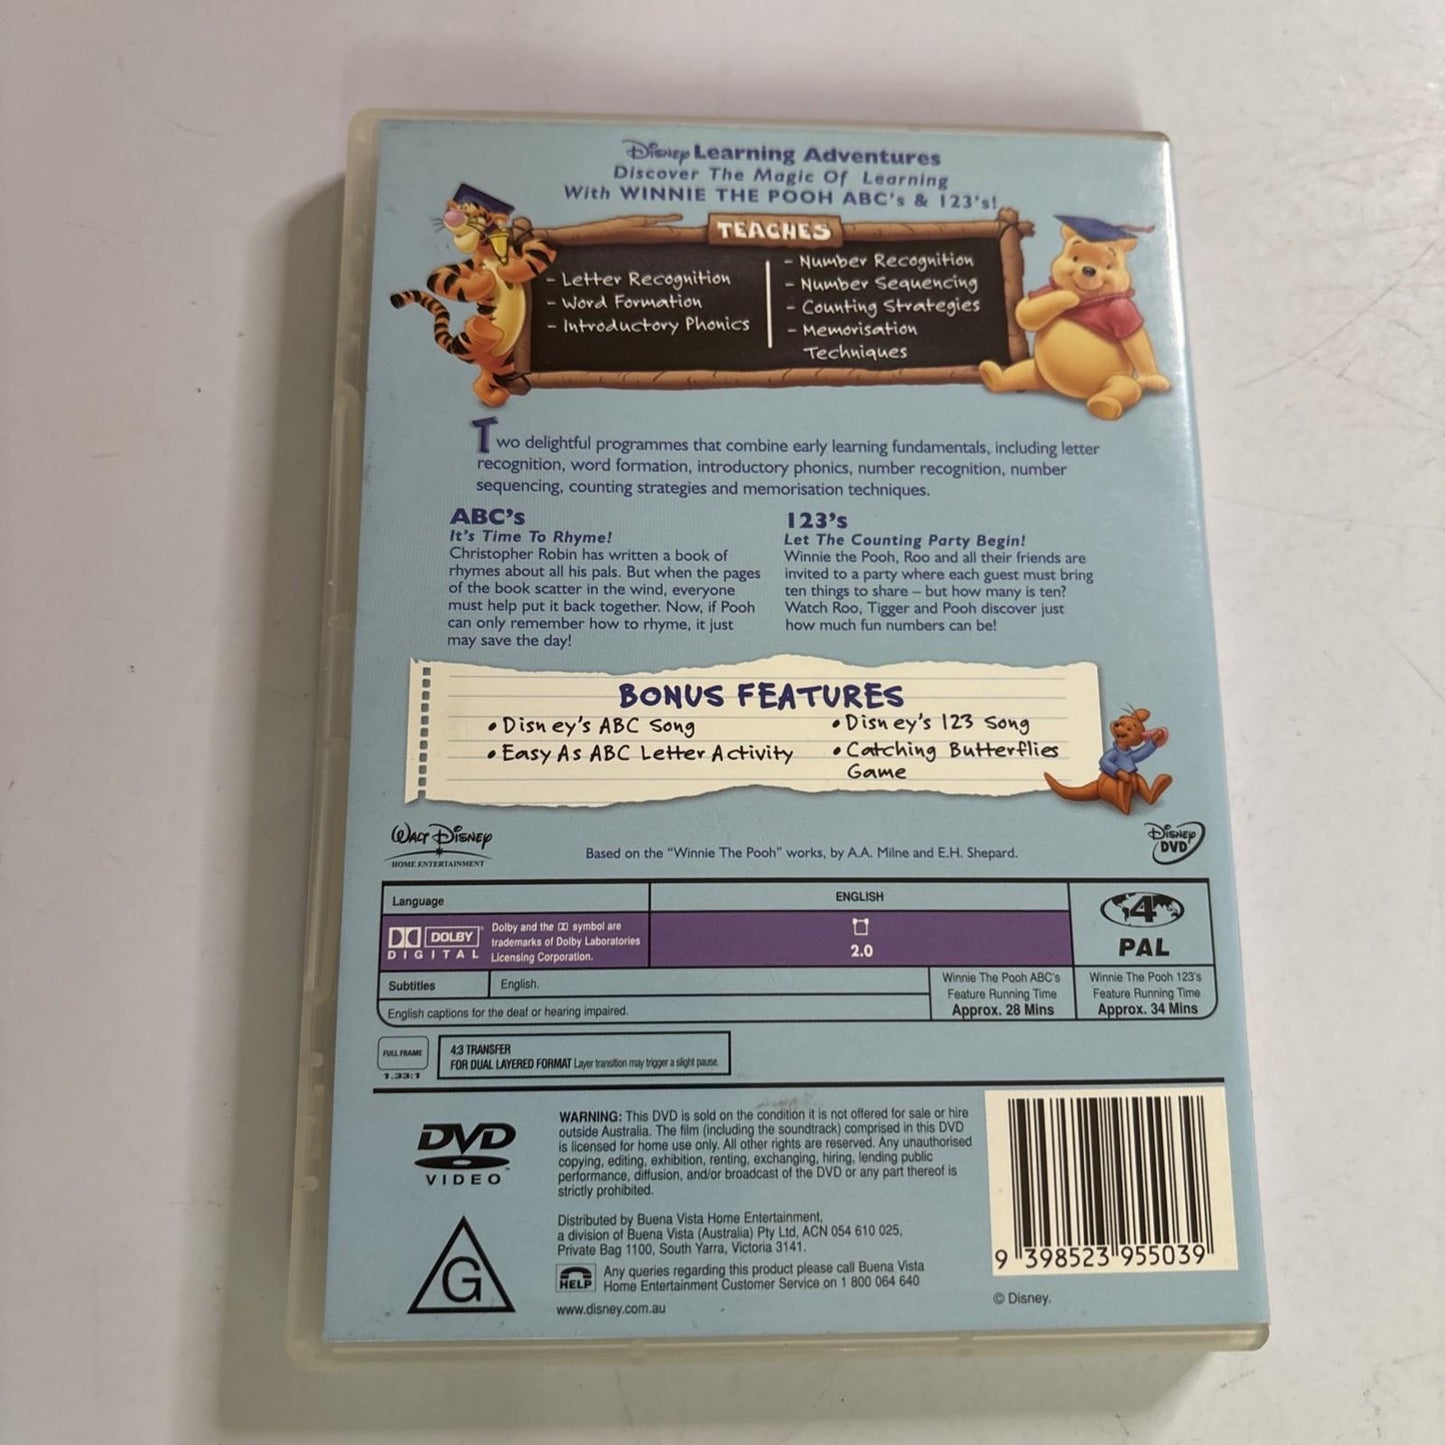 Disney Learning Adventures
Discover The Magic Of Learning
With WINNIE THE POOH ABC's & 123's!
TEACHES
- Letter Recognition
- Word Formation
- Introductory Phonics
- Number Recognition
- Number Sequencing
- Counting Strategies
- Memorisation
Techniques
Two delightful programmes that combine early learning fundamentals, including letter
recognition, word formation, introductory phonics, number recognition, number
sequencing, counting strategies and memorisation techniques.
ABC's
It's Time To Rhyme!
Christopher Robin has written a book of
rhymes about all his pals. But when the pages
of the book scatter in the wind, everyone
must help put it back together. Now, if Pooh
can only remember how to rhyme, it just
may save the day!
123's
Let The Counting Party Begin!
Winnie the Pooh, Roo and all their friends are
invited to a party where each guest must bring
ten things to share – but how many is ten?
Watch Roo, Tigger and Pooh discover just
how much fun numbers can be!
BONUS FEATURES
• Disney's ABC Song
• Easy As ABC Letter Activity
• Disney's 123 Song
• Catching Butterflies
Game
WALT DISNEY
HOME ENTERTAINMENT
Based on the "Winnie The Pooh" works, by A.A. Milne and E.H. Shepard.
Disney
DVD
Language
ENGLISH
DOLBY
DIGITAL
Dolby and the DD symbol are
trademarks of Dolby Laboratories
Licensing Corporation.
2.0
4
PAL
Subtitles
English.
English captions for the deaf or hearing impaired.
Winnie The Pooh ABC's
Feature Running Time
Approx. 28 Mins
Winnie The Pooh 123's
Feature Running Time
Approx. 34 Mins
FULL FRAME
1.33:1
4:3 TRANSFER
FOR DUAL LAYERED FORMAT Layer transition may trigger a slight pause.
DVD
VIDEO
WARNING: This DVD is sold on the condition it is not offered for sale or hire
outside Australia. The film (including the soundtrack) comprised in this DVD
is licensed for home use only. All other rights are reserved. Any unauthorised
copying, editing, exhibition, renting, exchanging, hiring, lending public
performance, diffusion, and/or broadcast of the DVD or any part thereof is
strictly prohibited.
Distributed by Buena Vista Home Entertainment,
a division of Buena Vista (Australia) Pty Ltd, ACN 054 610 025,
Private Bag 1100, South Yarra, Victoria 3141.
HELP
Any queries regarding this product please call Buena Vista
Home Entertainment Customer Service on 1 800 064 640
www.disney.com.au
G
9 398523 955039
© Disney.